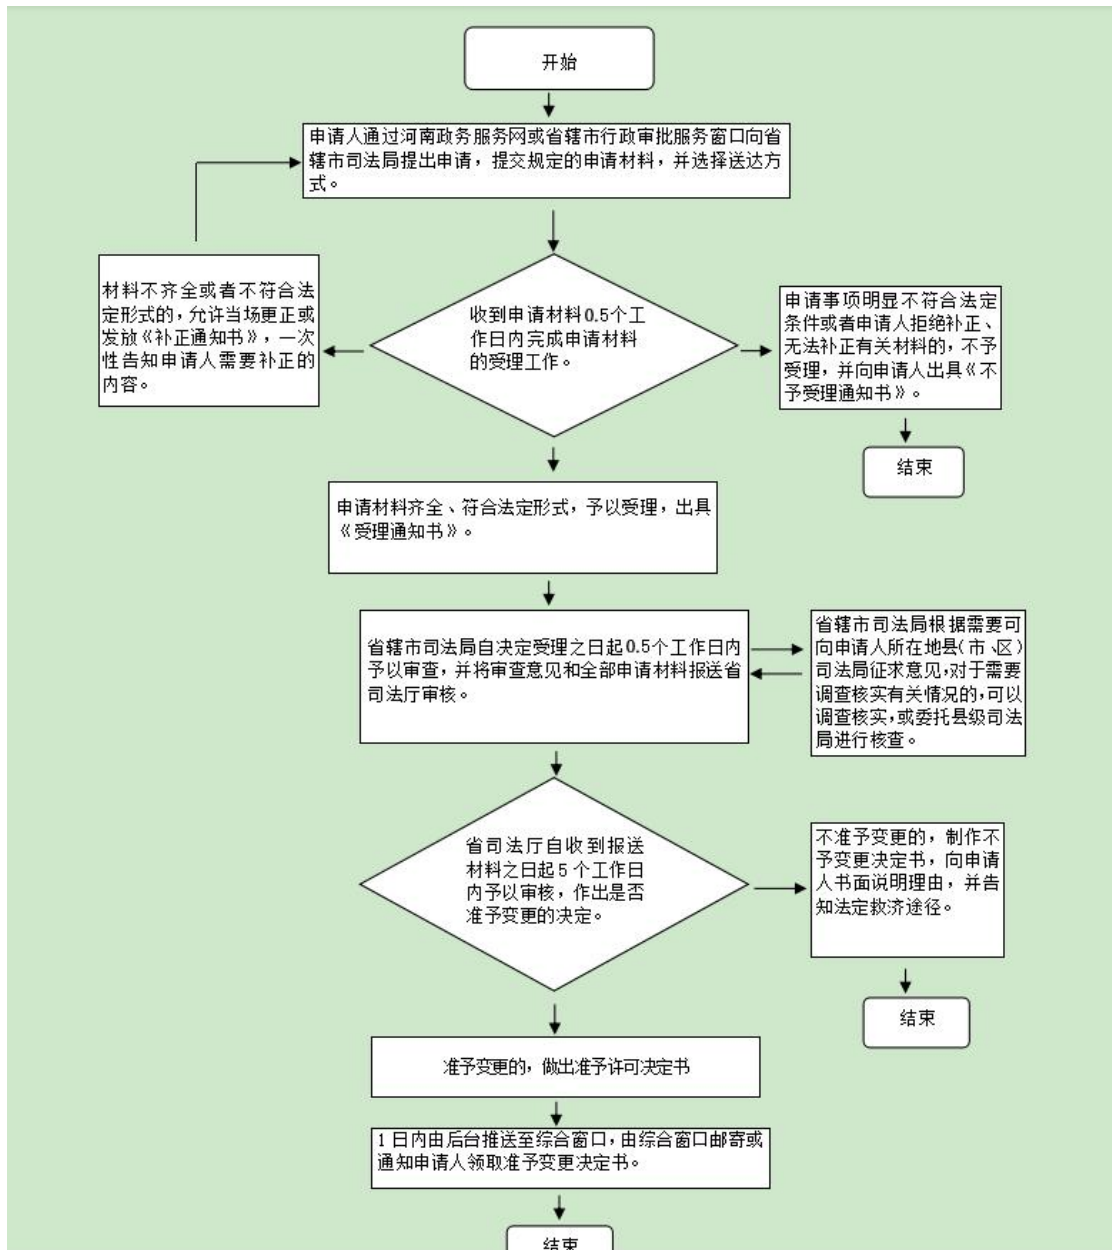 开始
申请人通过河南政务服务网或省辖市行政审批服务窗口向省
辖市司法局提出申请，提交规定的申请材料，并选择送达方
式。
材料不齐全或者不符合法
定形式的，允许当场更正或
发放《补正通知书》，一次
性告知申请人需要补正的
内容。
收到申请材料0.5个工
作日内完成申请材料
的受理工作。
申请事项明显不符合法定
条件或者申请人拒绝补正、
无法补正有关材料的，不予
受理，并向申请人出具《不
予受理通知书》。
结束
申请材料齐全、符合法定形式，予以受理，出具
《受理通知书》。
省辖市司法局自决定受理之日起0.5个工作日内
予以审查，并将审查意见和全部申请材料报送省
司法厅审核。
省辖市司法局根据需要可
向申请人所在地县（市、区）
司法局征求意见，对于需要
调查核实有关情况的，可以
调查核实，或委托县级司法
局进行核查。
省司法厅自收到报送
材料之日起5个工作日
内予以审核，作出是否
准予变更的决定。
不准予变更的，制作不
予变更决定书，向申请
人书面说明理由，并告
知法定救济途径。
结束
准予变更的，做出准予许可决定书
1日内由后台推送至综合窗口，由综合窗口邮寄或
通知申请人领取准予变更决定书。
结束